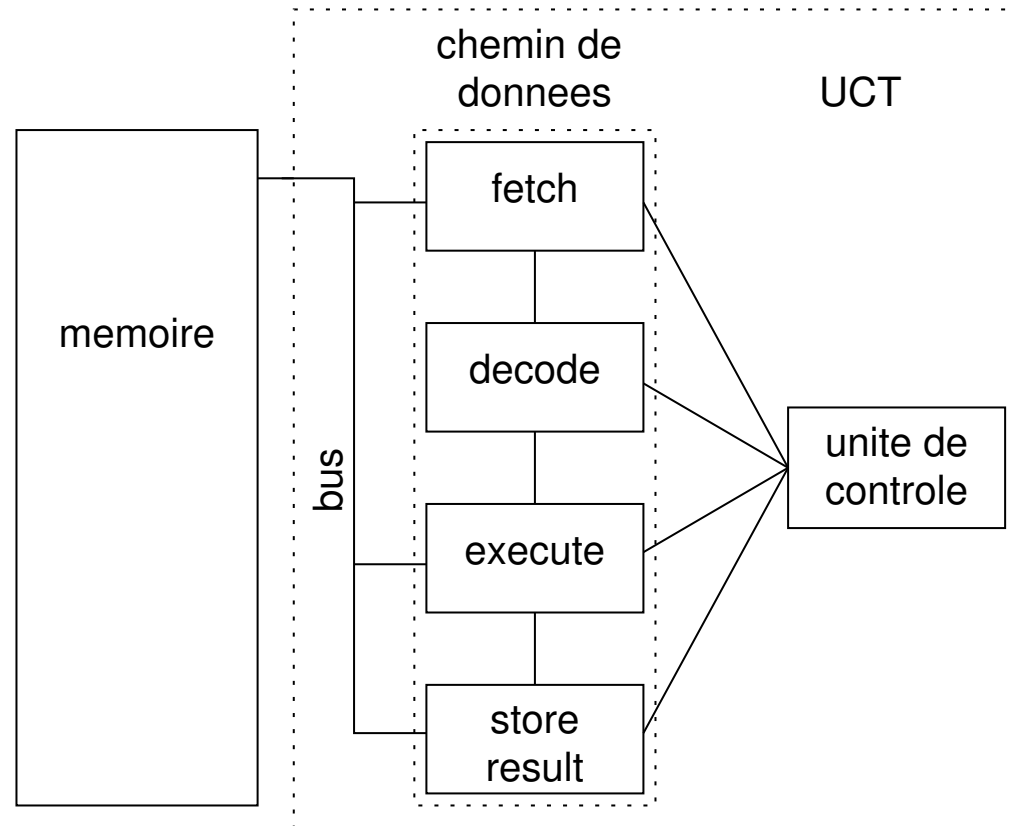 chemin de
donnees
UCT
memoire
bus
fetch
decode
execute
store
result
unite de
controle